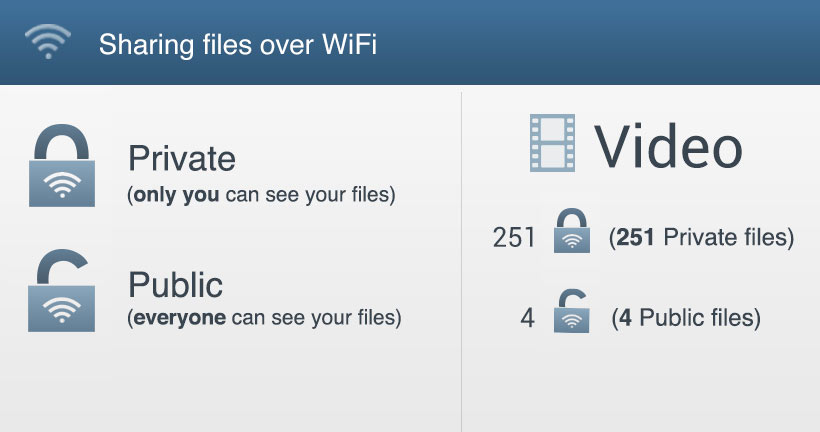 Sharing files over WiFi
Private
(only you can see your files)
Public
(everyone can see your files)
Video
251 (251 Private files)
4 (4 Public files)